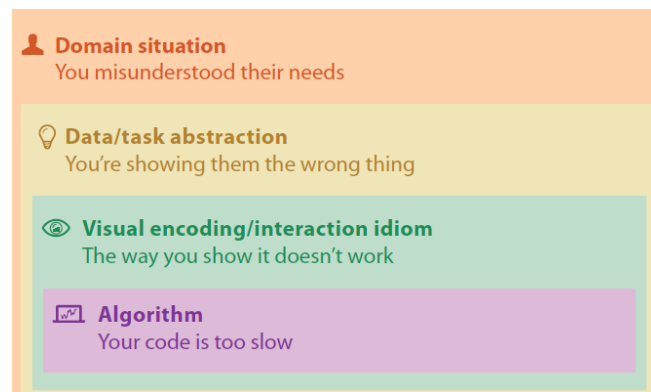 Domain situation
You misunderstood their needs
Data/task abstraction
You're showing them the wrong thing
Visual encoding/interaction idiom
The way you show it doesn't work
Algorithm
Your code is too slow